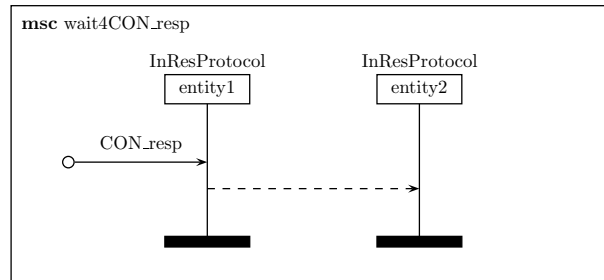 msc wait4CON_resp
InResProtocol
InResProtocol
entity1
entity2
CON_resp